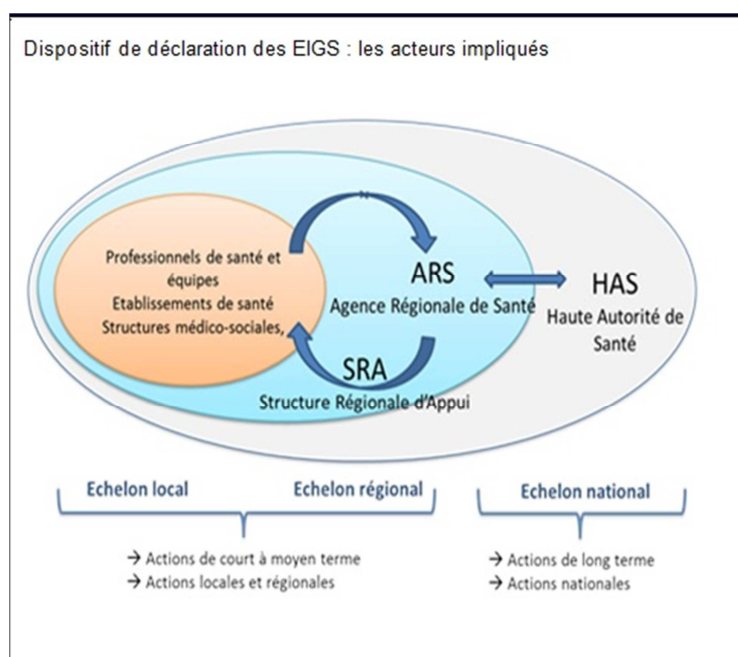 Dispositif de déclaration des EIGS : les acteurs impliqués
Professionnels de santé et
équipes
Etablissements de santé
Structures médico-sociales,
ARS
Agence Régionale de Santé
HAS
Haute Autorité de
Santé
SRA
Structure Régionale d'Appui
Echelon local
Echelon régional
Echelon national
→ Actions de court à moyen terme
→ Actions locales et régionales
→ Actions de long terme
→ Actions nationales